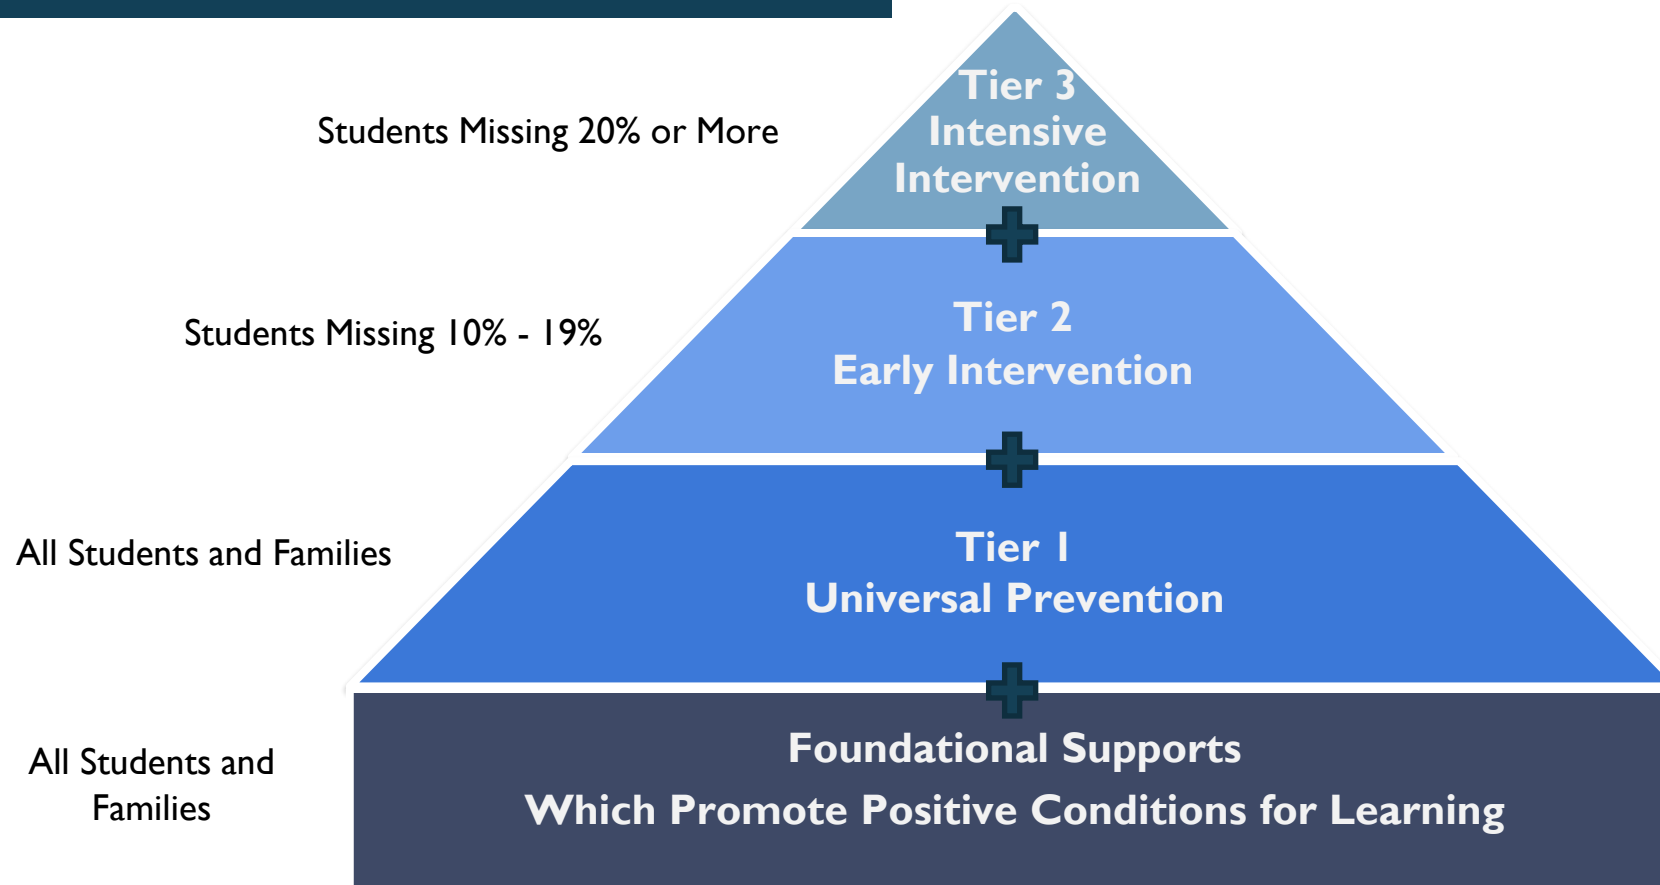 Students Missing 20% or More
Tier 3
Intensive
Intervention
Students Missing 10% - 19%
Tier 2
Early Intervention
All Students and Families
Tier 1
Universal Prevention
All Students and
Families
Foundational Supports
Which Promote Positive Conditions for Learning